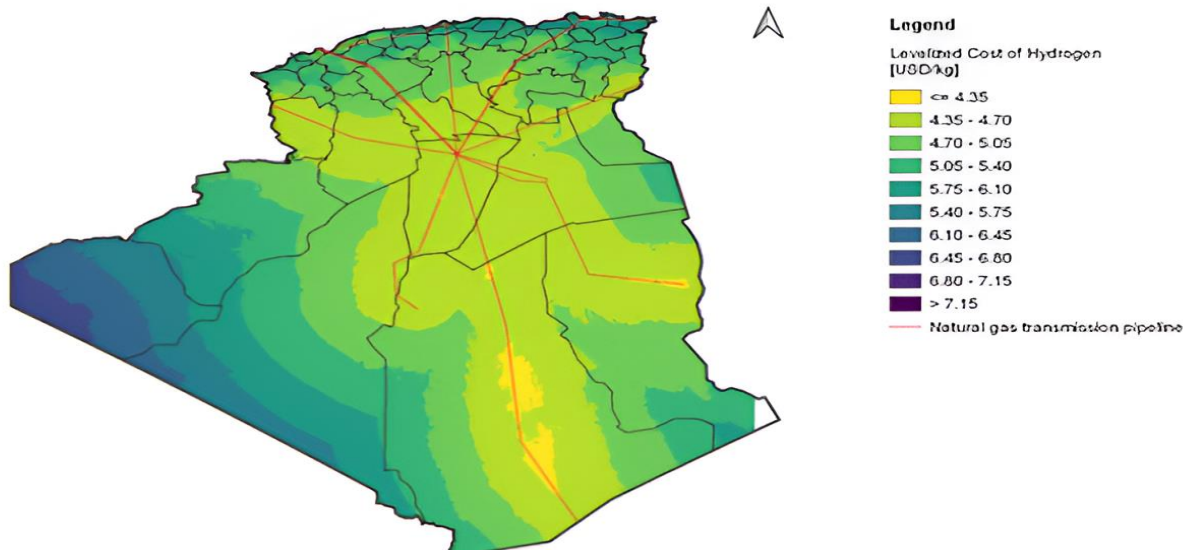 Legend
Levelized Cost of Hydrogen
[USD/kg]
<= 4.35
4.35 - 4.70
4.70 - 5.05
5.05 - 5.40
5.75 - 6.10
5.40 - 5.75
6.10 - 6.45
6.45 - 6.80
6.80 - 7.15
> 7.15
Natural gas transmission pipeline